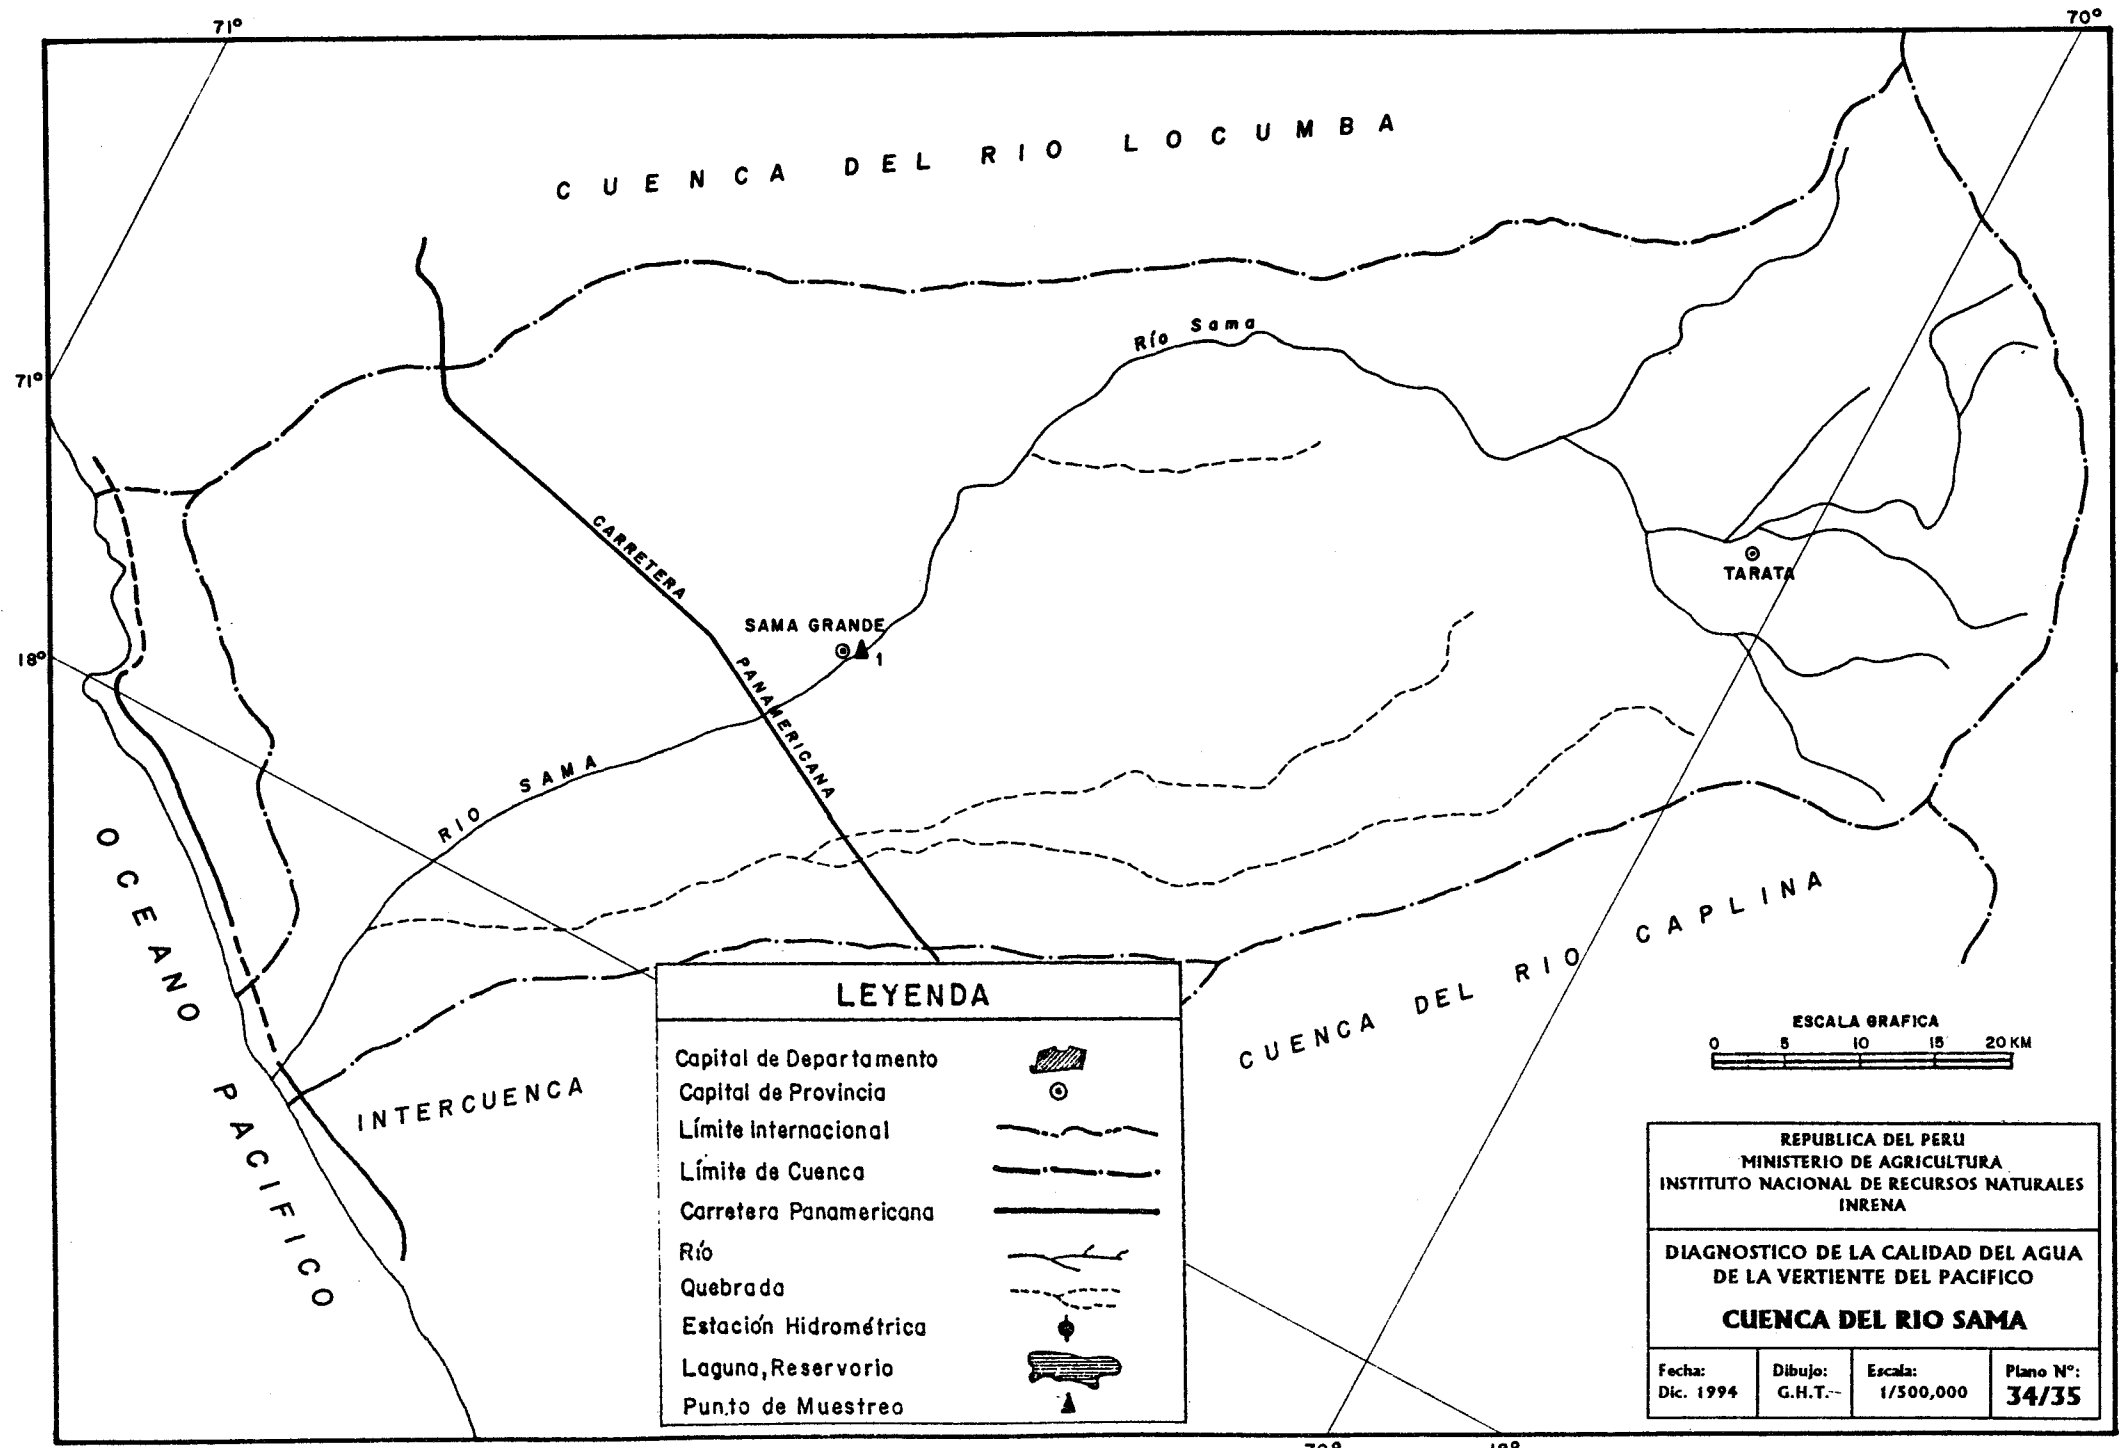 71°
70°
CUENCA DEL RIO LOCUMBA
Río Sama
71°
CARRETERA
TARATA
SAMA GRANDE
1
18°
PANAMERICANA
RIO SAMA
OCEANO PACIFICO
CUENCA DEL RIO CAPLINA
INTERCUENCA
LEYENDA
Capital de Departamento
Capital de Provincia
Límite Internacional
Límite de Cuenca
Carretera Panamericana
Río
Quebrada
Estación Hidrométrica
Laguna, Reservorio
Punto de Muestreo
ESCALA GRAFICA
0 5 10 15 20 KM
REPUBLICA DEL PERU
MINISTERIO DE AGRICULTURA
INSTITUTO NACIONAL DE RECURSOS NATURALES
INRENA
DIAGNOSTICO DE LA CALIDAD DEL AGUA
DE LA VERTIENTE DEL PACIFICO
CUENCA DEL RIO SAMA
Fecha: Dibujo: Escala: Plano N°:
Dic. 1994 G.H.T. 1/500,000 34/35